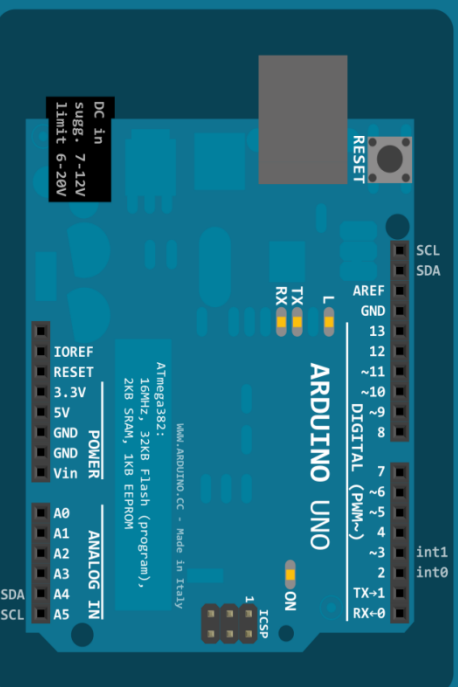 DC in
sugg. 7-12V
limit 6-20V
RESET
SCL
SDA
AREF
GND
13
12
~11
~10
~9
8
7
~6
~5
4
~3 int1
2 int0
TX→1
RX←0
L
TX
RX
DIGITAL (PWM~)
ARDUINO UNO
IOREF
RESET
3.3V
5V
GND
GND
Vin
POWER
A0
A1
A2
A3
SDA A4
SCL A5
ANALOG IN
ATmega382:
16MHz, 32KB Flash (program),
2KB SRAM, 1KB EEPROM
WWW.ARDUINO.CC - Made in Italy
ON
1
ICSP